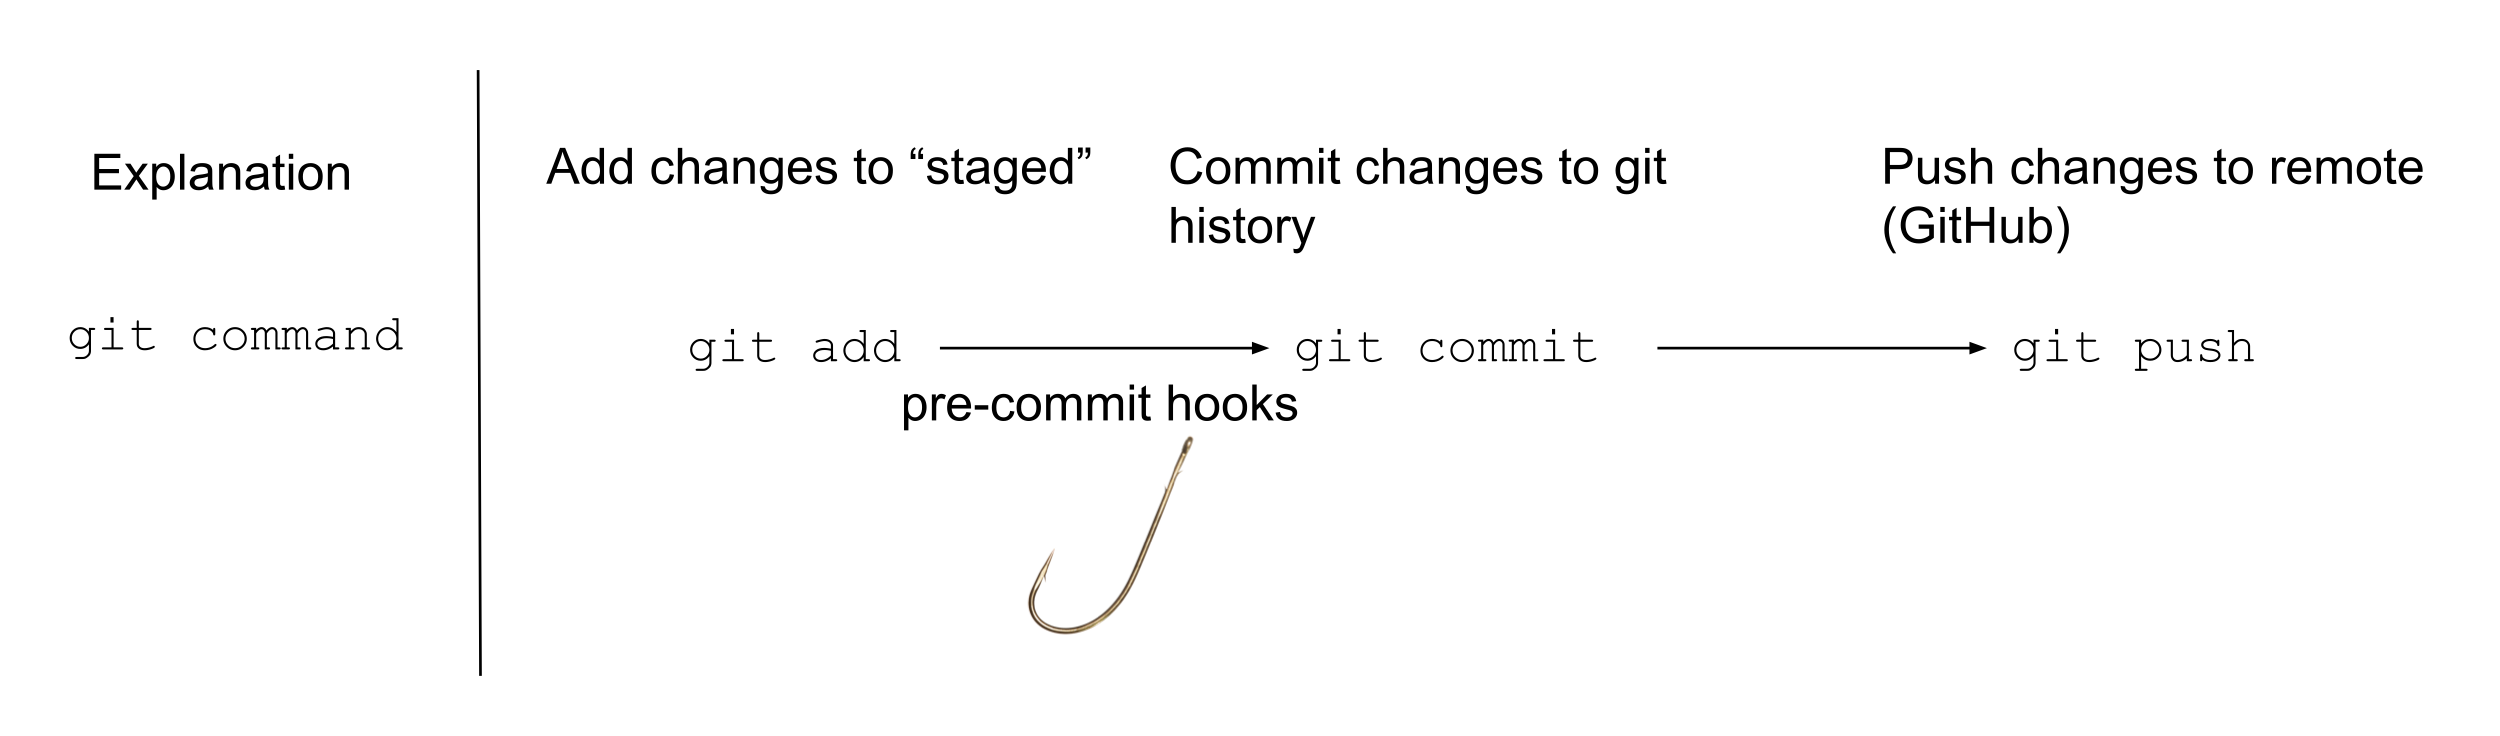 Explanation
Add changes to “staged”
Commit changes to git
history
Push changes to remote
(GitHub)
git command
git add
git commit
git push
pre-commit hooks